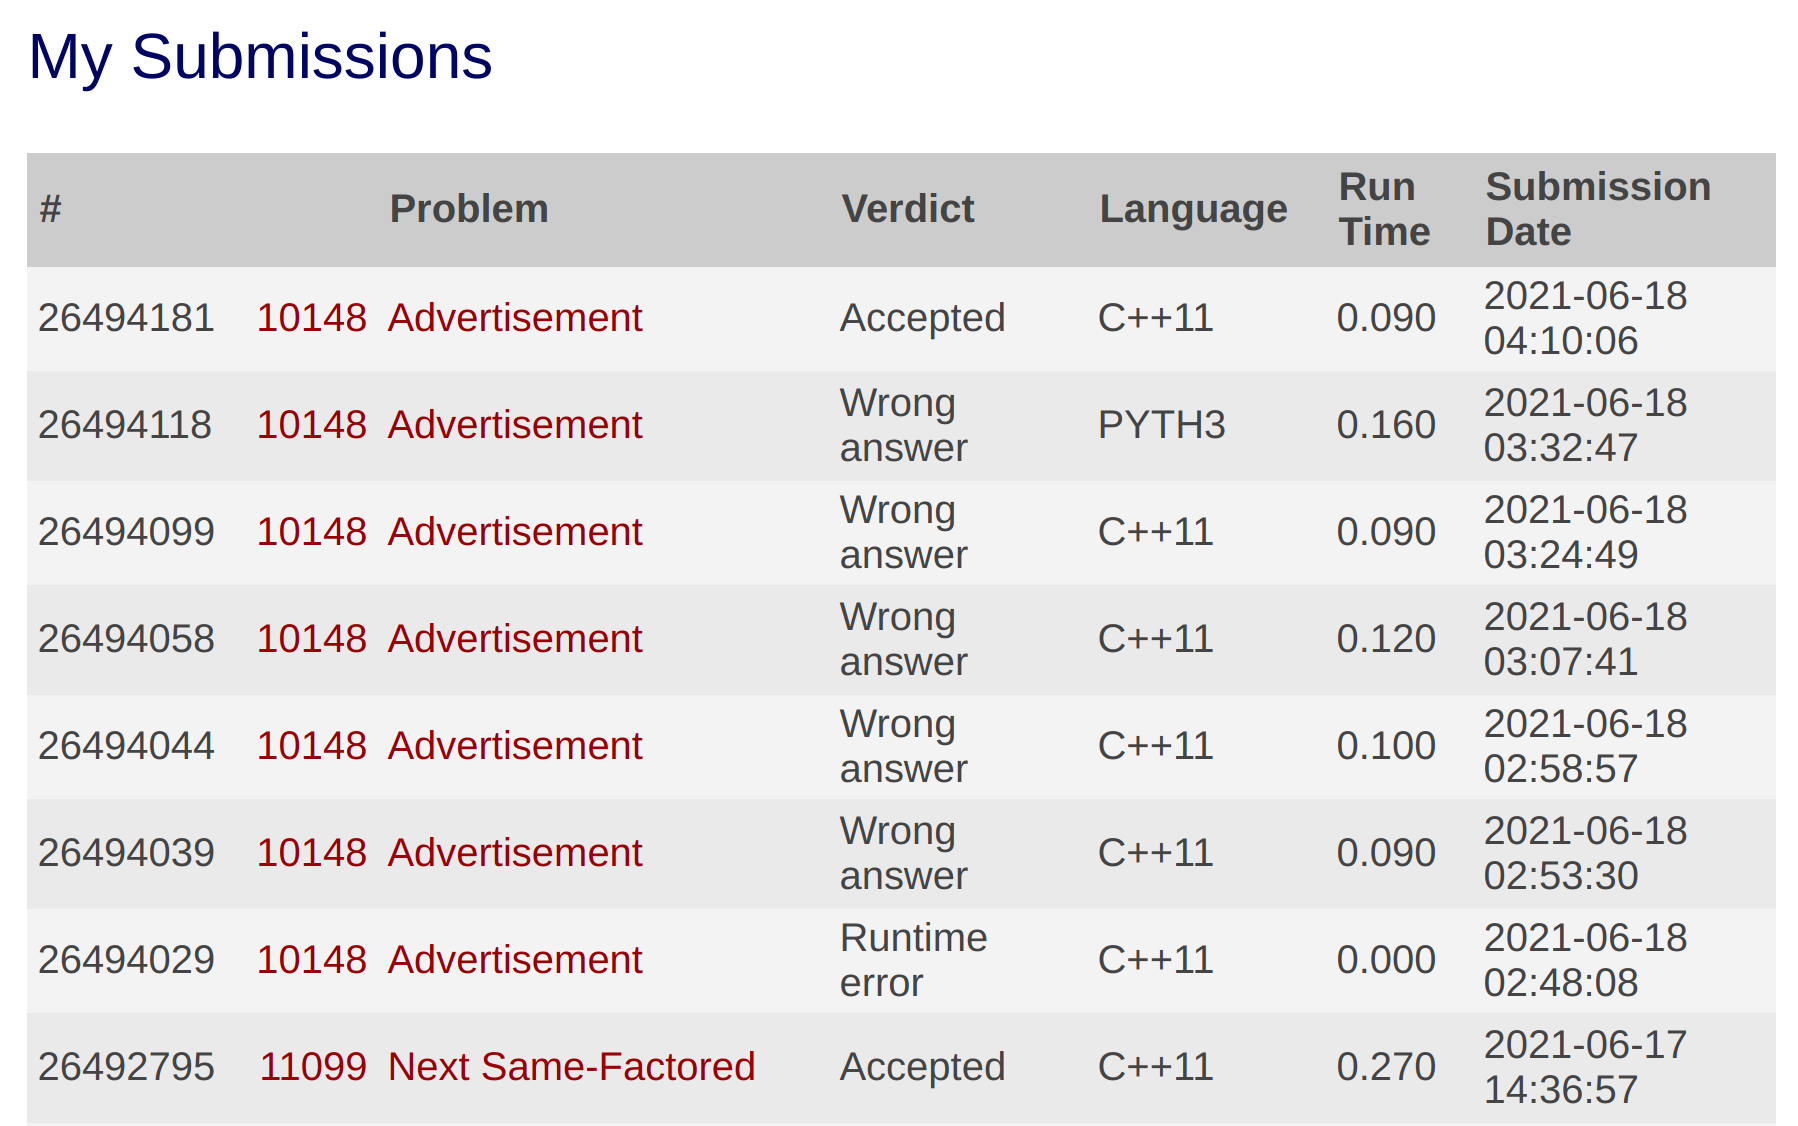 My Submissions
# Problem Verdict Language Run Time Submission Date
26494181 10148 Advertisement Accepted C++11 0.090 2021-06-18 04:10:06
26494118 10148 Advertisement Wrong answer PYTH3 0.160 2021-06-18 03:32:47
26494099 10148 Advertisement Wrong answer C++11 0.090 2021-06-18 03:24:49
26494058 10148 Advertisement Wrong answer C++11 0.120 2021-06-18 03:07:41
26494044 10148 Advertisement Wrong answer C++11 0.100 2021-06-18 02:58:57
26494039 10148 Advertisement Wrong answer C++11 0.090 2021-06-18 02:53:30
26494029 10148 Advertisement Runtime error C++11 0.000 2021-06-18 02:48:08
26492795 11099 Next Same-Factored Accepted C++11 0.270 2021-06-17 14:36:57